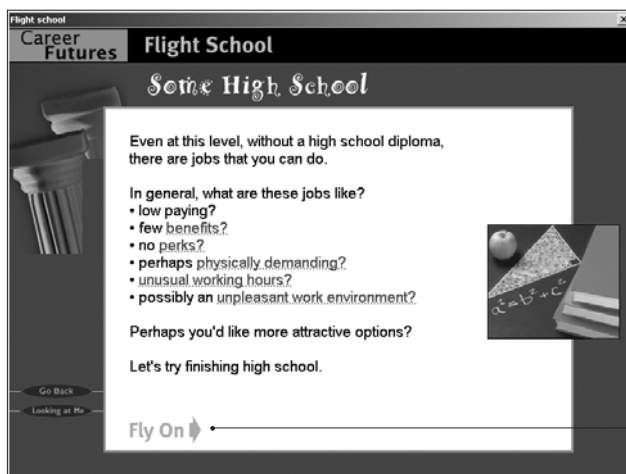 Flight school
Career
Futures
Flight School
Some High School
Even at this level, without a high school diploma,
there are jobs that you can do.
In general, what are these jobs like?
• low paying?
• few benefits?
• no perks?
• perhaps physically demanding?
• unusual working hours?
• possibly an unpleasant work environment?
Perhaps you'd like more attractive options?
Let's try finishing high school.
a² = b² + c²
Go Back
Looking at Me
Fly On